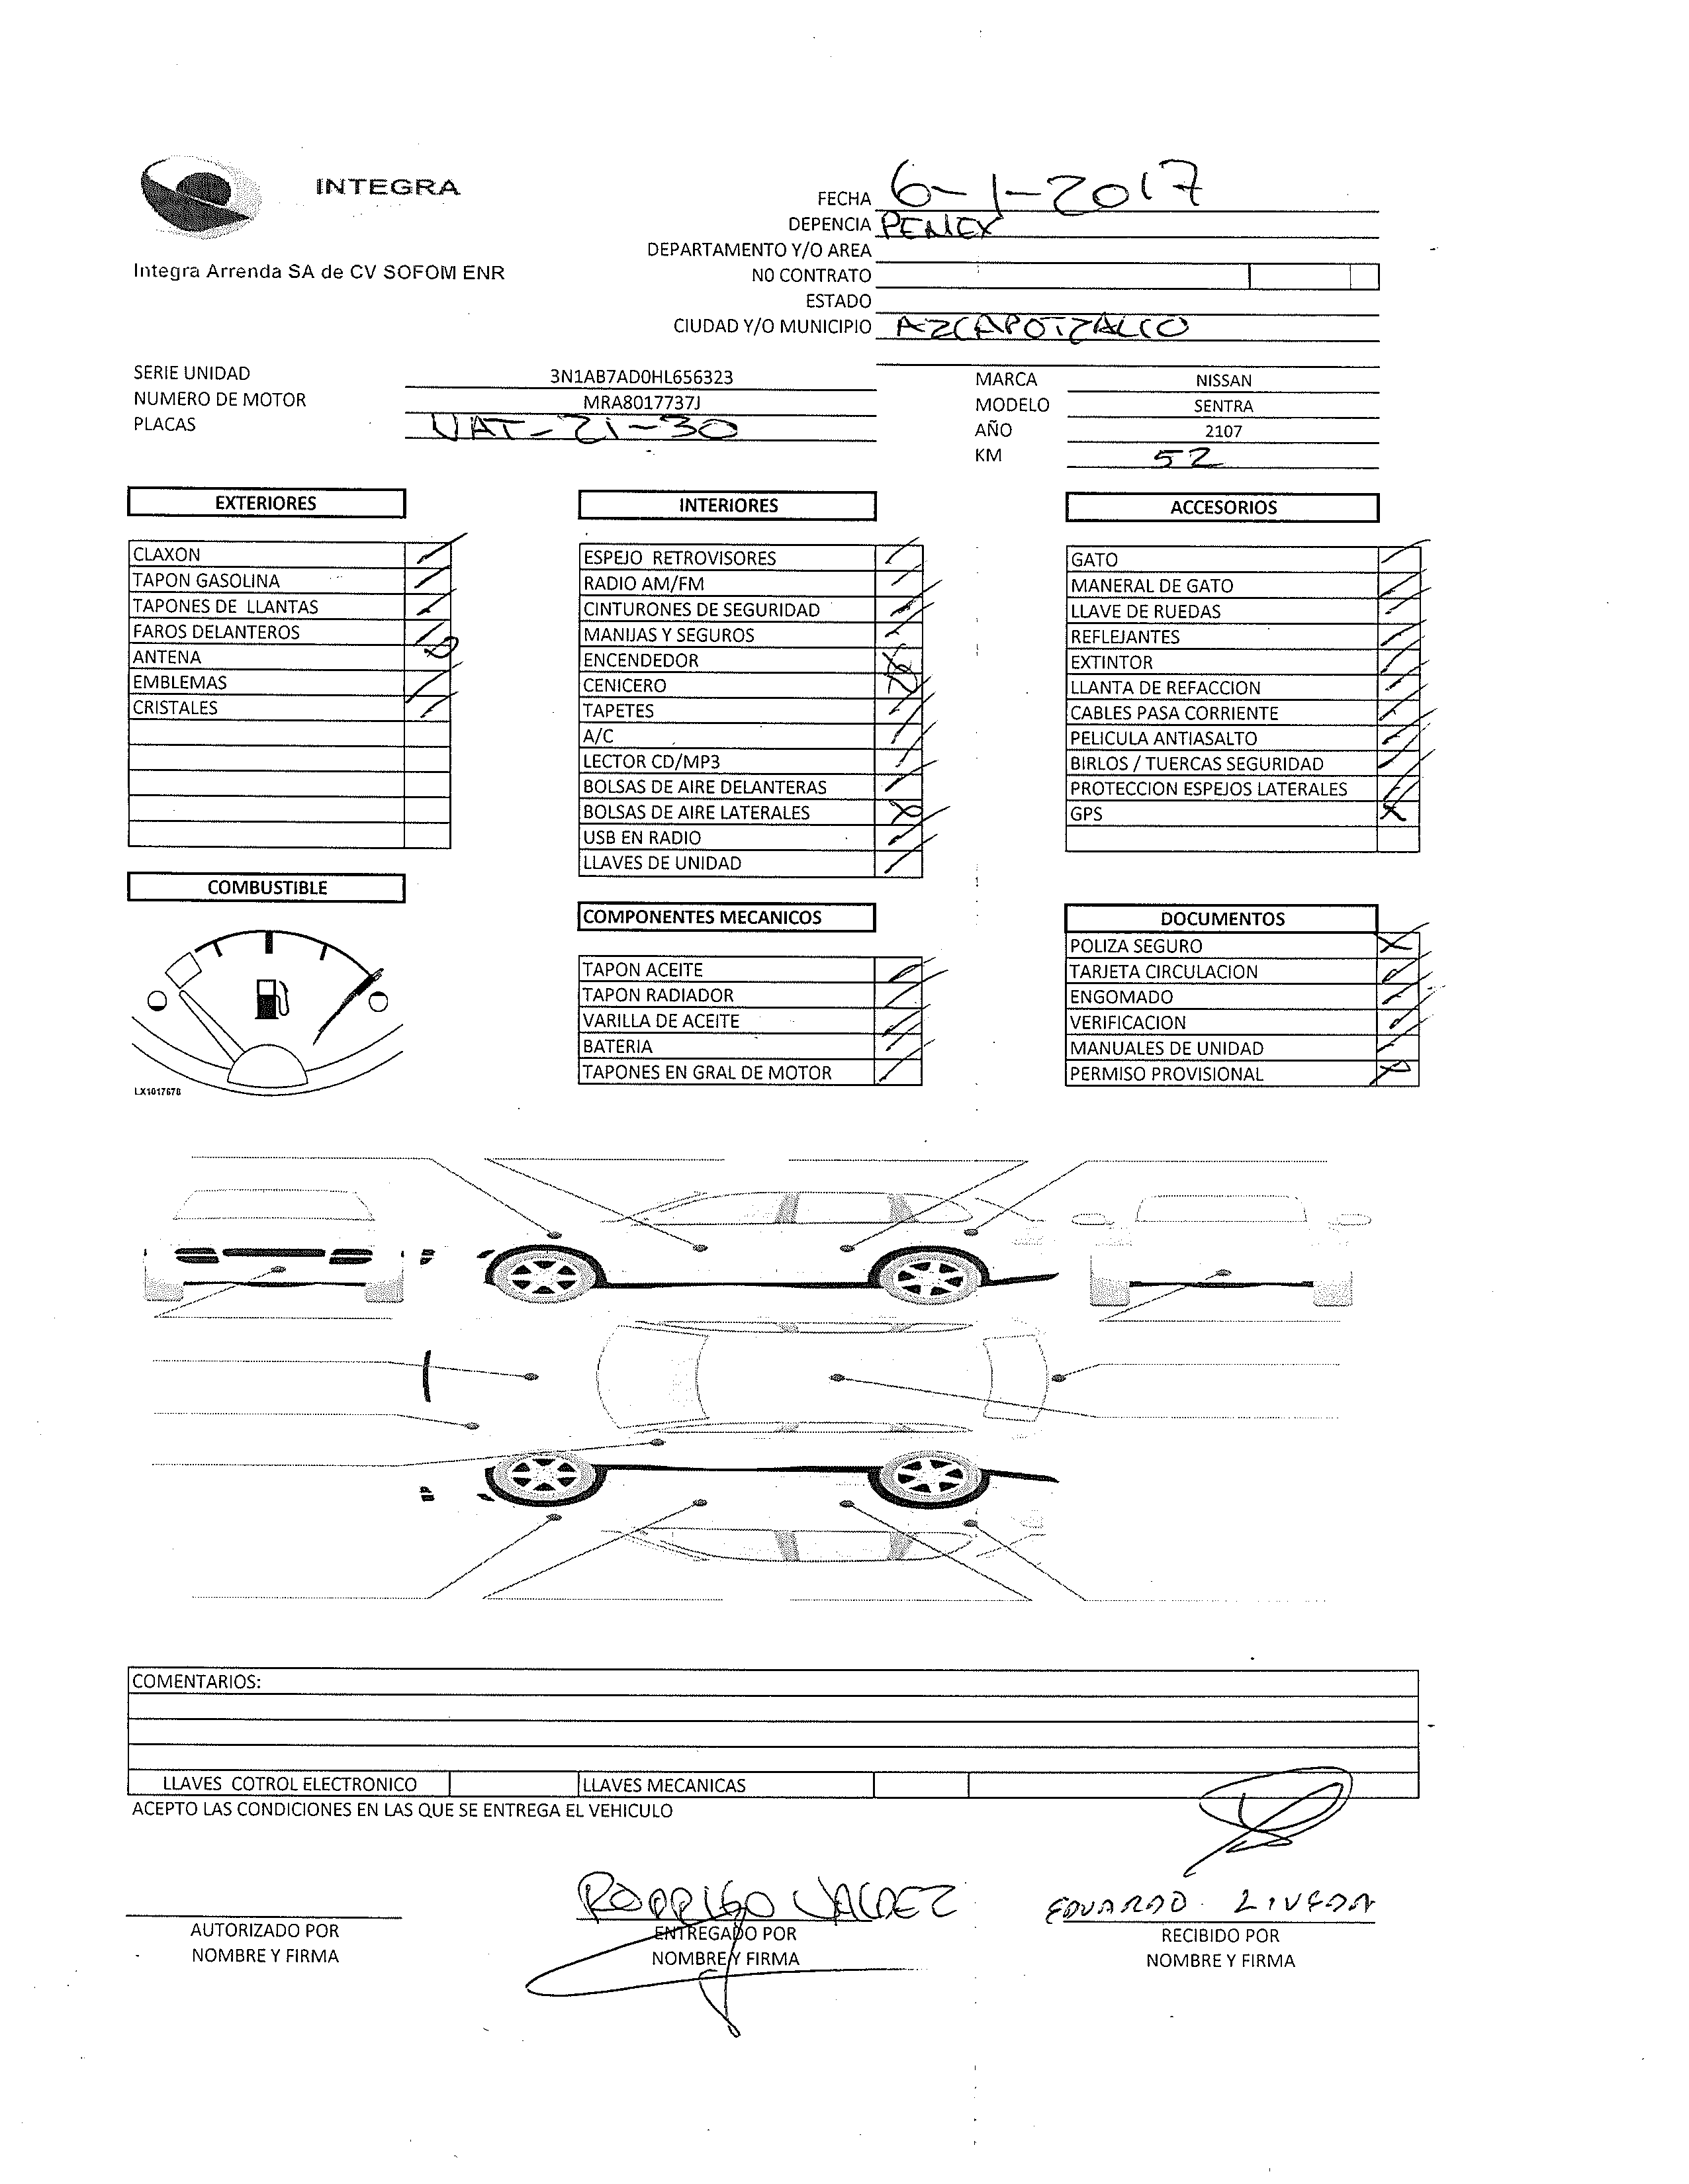 INTEGRA
Integra Arrenda SA de CV SOFOM ENR
FECHA 6-1-2017
DEPENCIA PEMEX
DEPARTAMENTO Y/O AREA
N0 CONTRATO
ESTADO
CIUDAD Y/O MUNICIPIO AZCAPOTZALCO
SERIE UNIDAD 3N1AB7AD0HL656323
NUMERO DE MOTOR MRA8017737J
PLACAS UAT-21-30
MARCA NISSAN
MODELO SENTRA
AÑO 2107
KM 52
EXTERIORES
CLAXON
TAPON GASOLINA
TAPONES DE LLANTAS
FAROS DELANTEROS
ANTENA
EMBLEMAS
CRISTALES
INTERIORES
ESPEJO RETROVISORES
RADIO AM/FM
CINTURONES DE SEGURIDAD
MANIJAS Y SEGUROS
ENCENDEDOR
CENICERO
TAPETES
A/C
LECTOR CD/MP3
BOLSAS DE AIRE DELANTERAS
BOLSAS DE AIRE LATERALES
USB EN RADIO
LLAVES DE UNIDAD
ACCESORIOS
GATO
MANERAL DE GATO
LLAVE DE RUEDAS
REFLEJANTES
EXTINTOR
LLANTA DE REFACCION
CABLES PASA CORRIENTE
PELICULA ANTIASALTO
BIRLOS / TUERCAS SEGURIDAD
PROTECCION ESPEJOS LATERALES
GPS
COMBUSTIBLE
LX1017678
COMPONENTES MECANICOS
TAPON ACEITE
TAPON RADIADOR
VARILLA DE ACEITE
BATERIA
TAPONES EN GRAL DE MOTOR
DOCUMENTOS
POLIZA SEGURO
TARJETA CIRCULACION
ENGOMADO
VERIFICACION
MANUALES DE UNIDAD
PERMISO PROVISIONAL
COMENTARIOS:
LLAVES COTROL ELECTRONICO
LLAVES MECANICAS
ACEPTO LAS CONDICIONES EN LAS QUE SE ENTREGA EL VEHICULO
AUTORIZADO POR
NOMBRE Y FIRMA
RODRIGO VALDEZ
ENTREGADO POR
NOMBRE Y FIRMA
EDUARDO
RECIBIDO POR
NOMBRE Y FIRMA